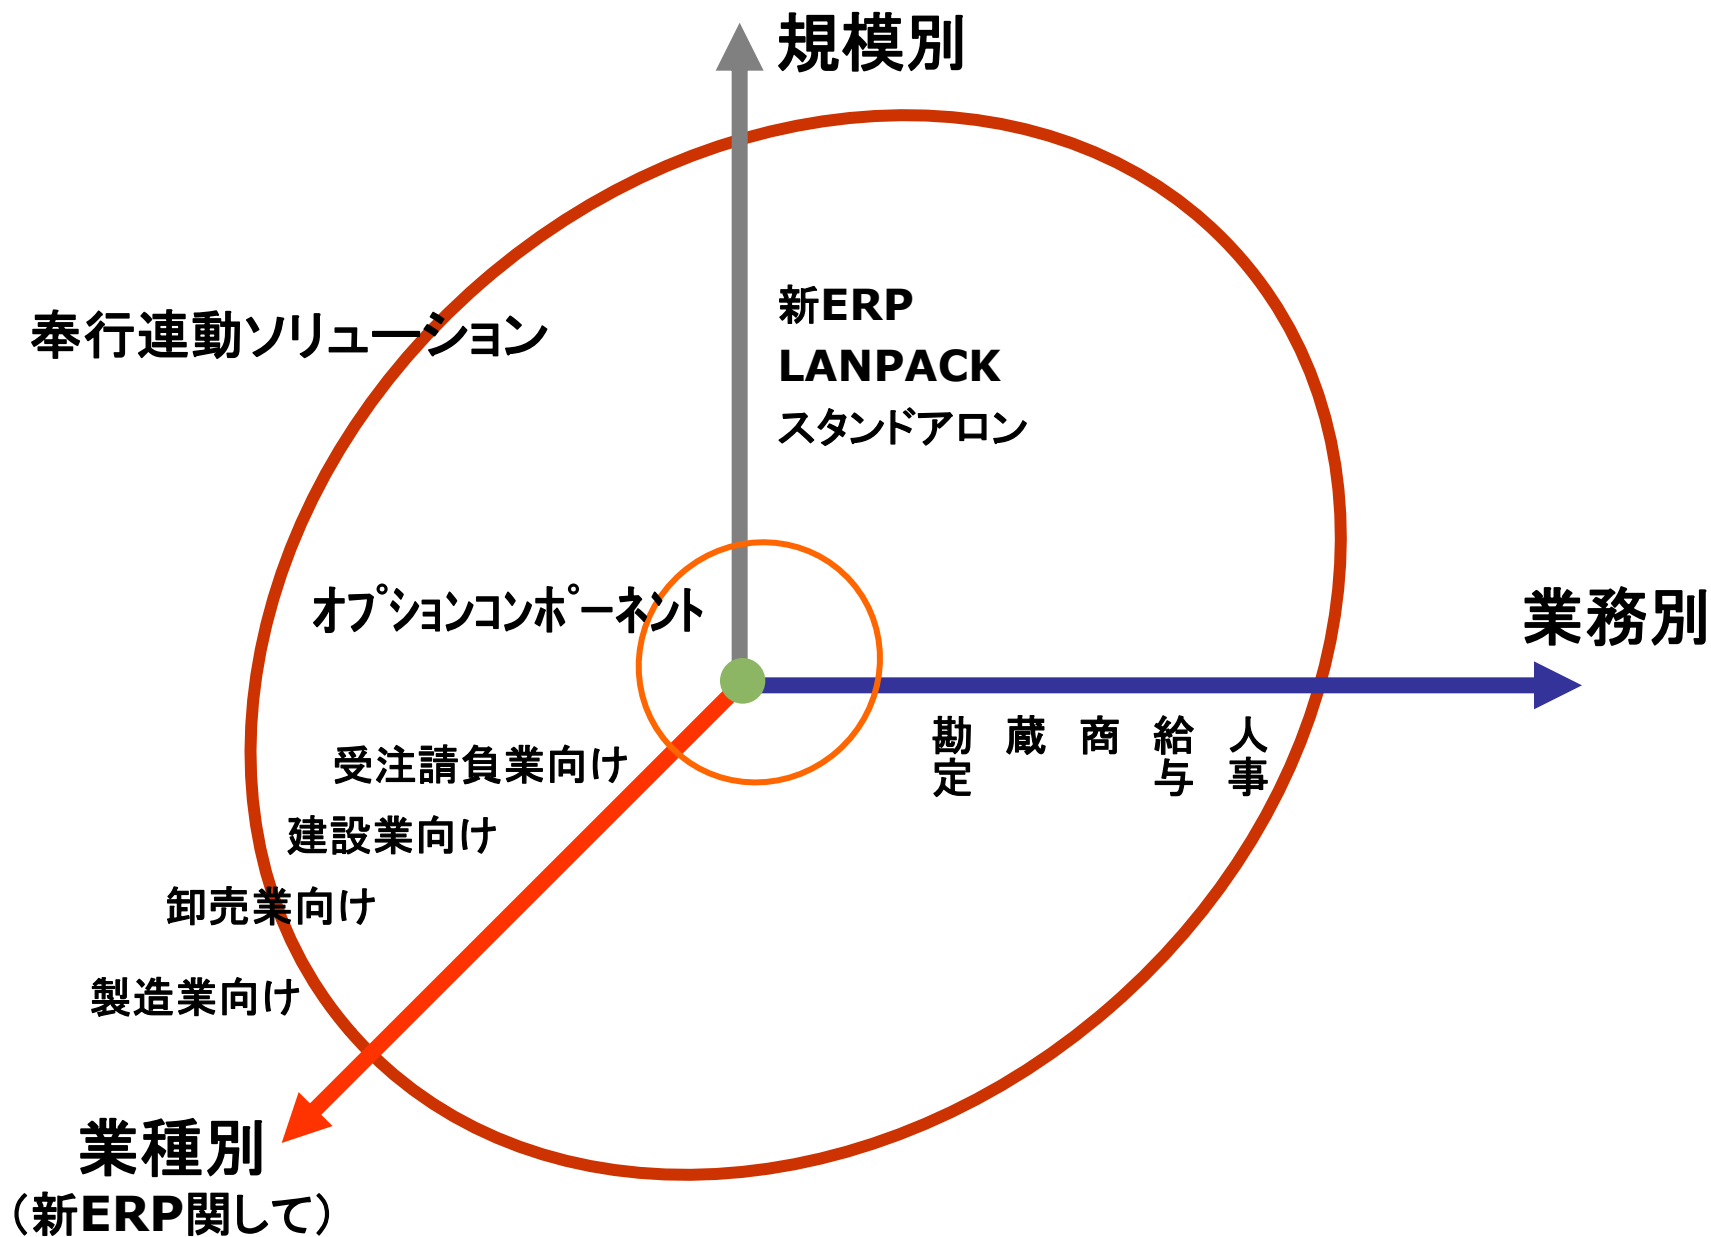 規模別
新ERP
LANPACK
スタンドアロン
奉行連動ソリューション
オプションコンポーネント
業務別
勘定
蔵
商
給与
人事
受注請負業向け
建設業向け
卸売業向け
製造業向け
業種別
（新ERP関して）